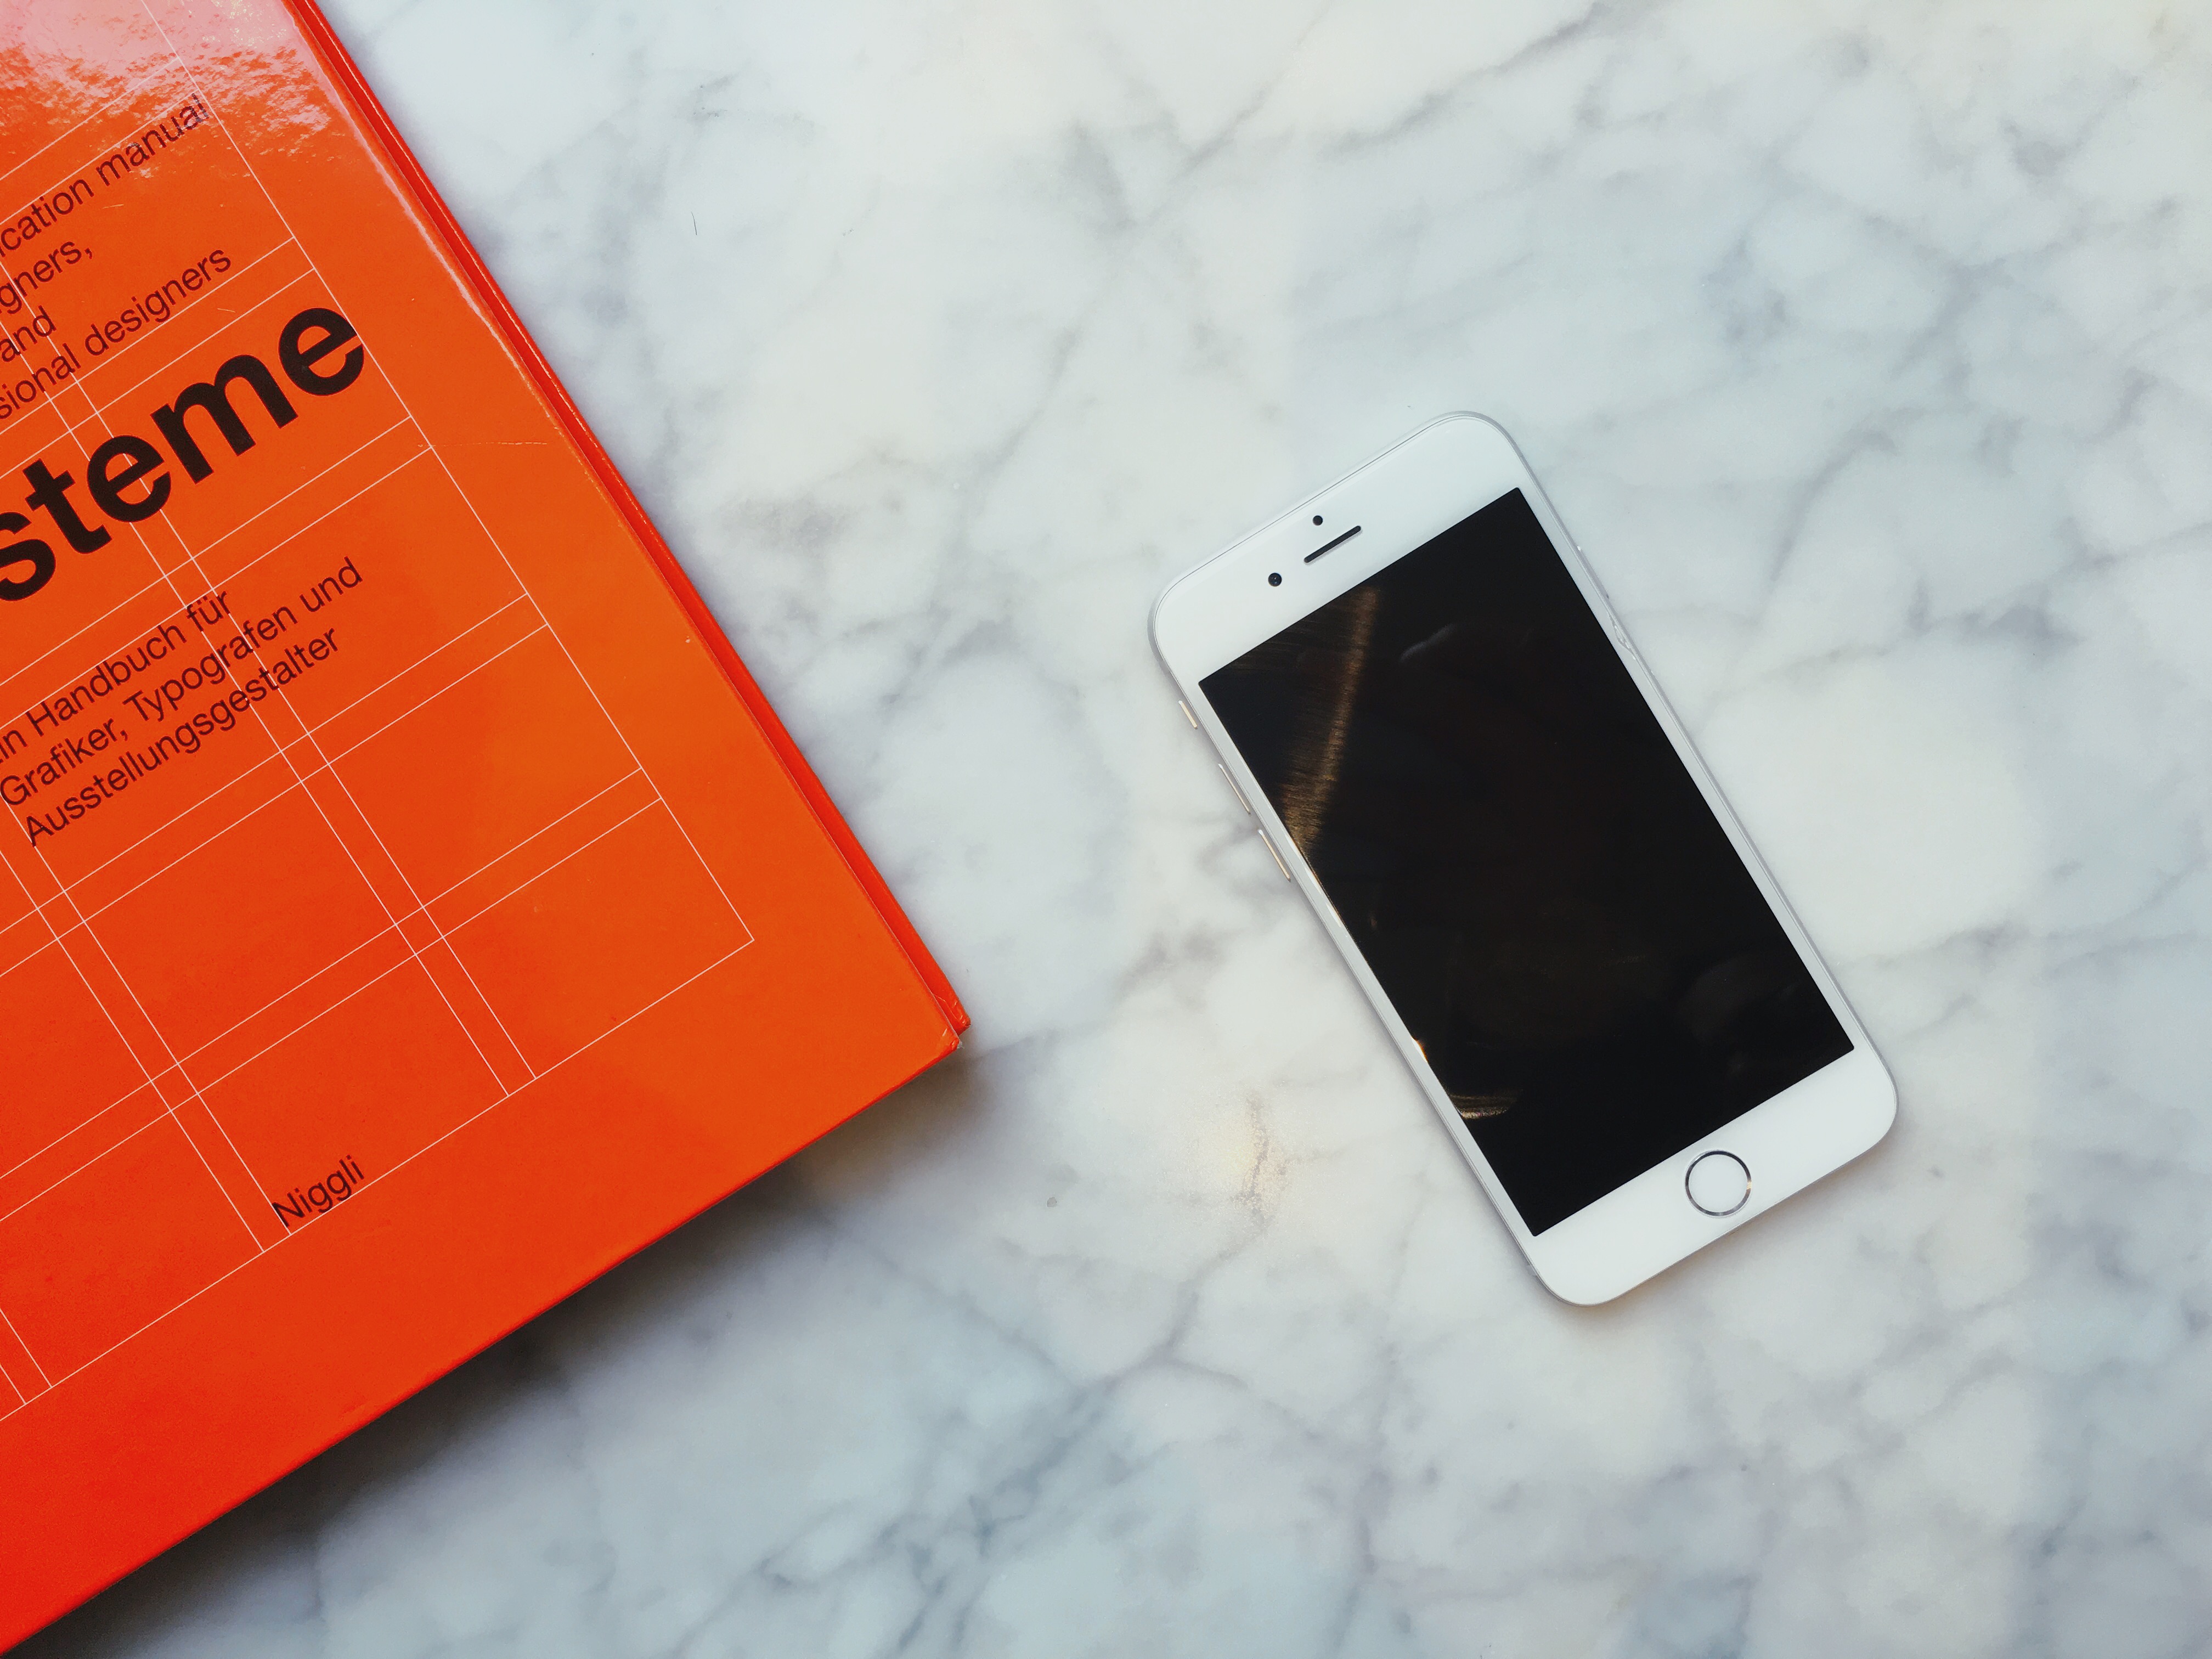 cation manual
gners,
and
sional designers
steme
in Handbuch für
Grafiker, Typografen und
Ausstellungsgestalter
Niggli